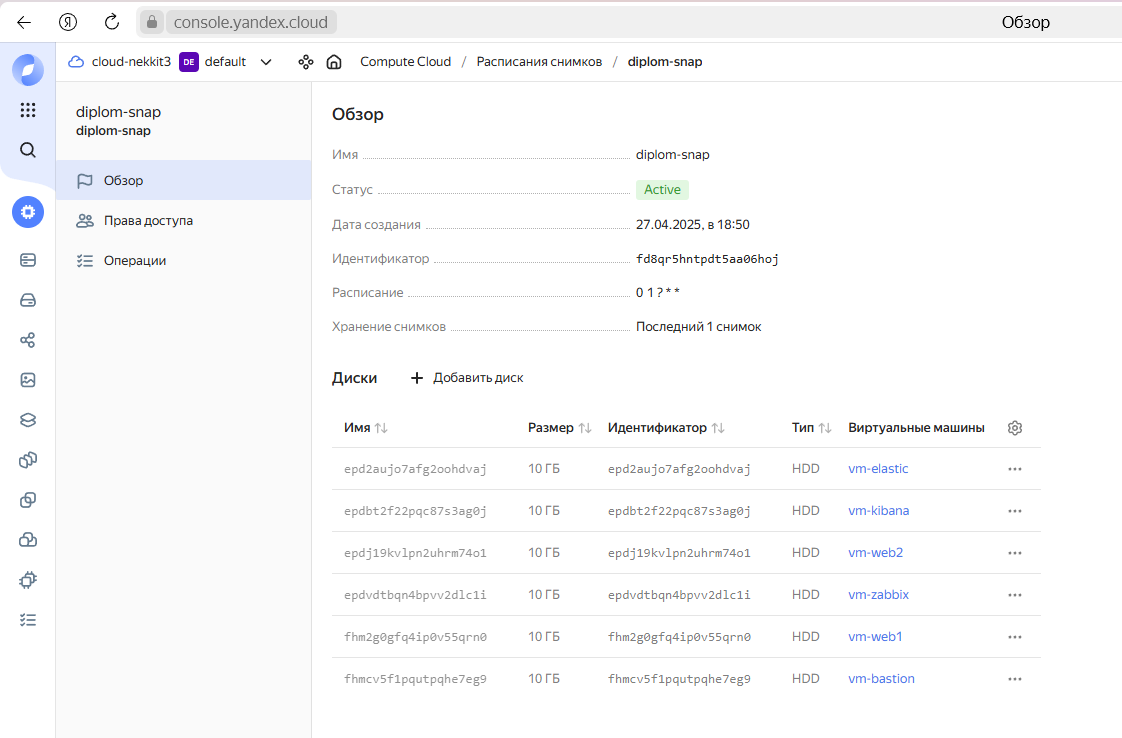 console.yandex.cloud Обзор
cloud-nekkit3 DE default Compute Cloud / Расписания снимков / diplom-snap
diplom-snap
diplom-snap
Обзор
Права доступа
Операции
Обзор
Имя diplom-snap
Статус Active
Дата создания 27.04.2025, в 18:50
Идентификатор fd8qr5hntpdt5aa06hoj
Расписание 0 1 ? * *
Хранение снимков Последний 1 снимок
Диски + Добавить диск
Имя Размер Идентификатор Тип Виртуальные машины
epd2aujo7afg2oohdvaj 10 ГБ epd2aujo7afg2oohdvaj HDD vm-elastic
epdbt2f22pqc87s3ag0j 10 ГБ epdbt2f22pqc87s3ag0j HDD vm-kibana
epdj19kvlpn2uhrm74o1 10 ГБ epdj19kvlpn2uhrm74o1 HDD vm-web2
epdvdtbqn4bpvv2dlc1i 10 ГБ epdvdtbqn4bpvv2dlc1i HDD vm-zabbix
fhm2g0gfq4ip0v55qrn0 10 ГБ fhm2g0gfq4ip0v55qrn0 HDD vm-web1
fhmcv5f1pqutpqhe7eg9 10 ГБ fhmcv5f1pqutpqhe7eg9 HDD vm-bastion